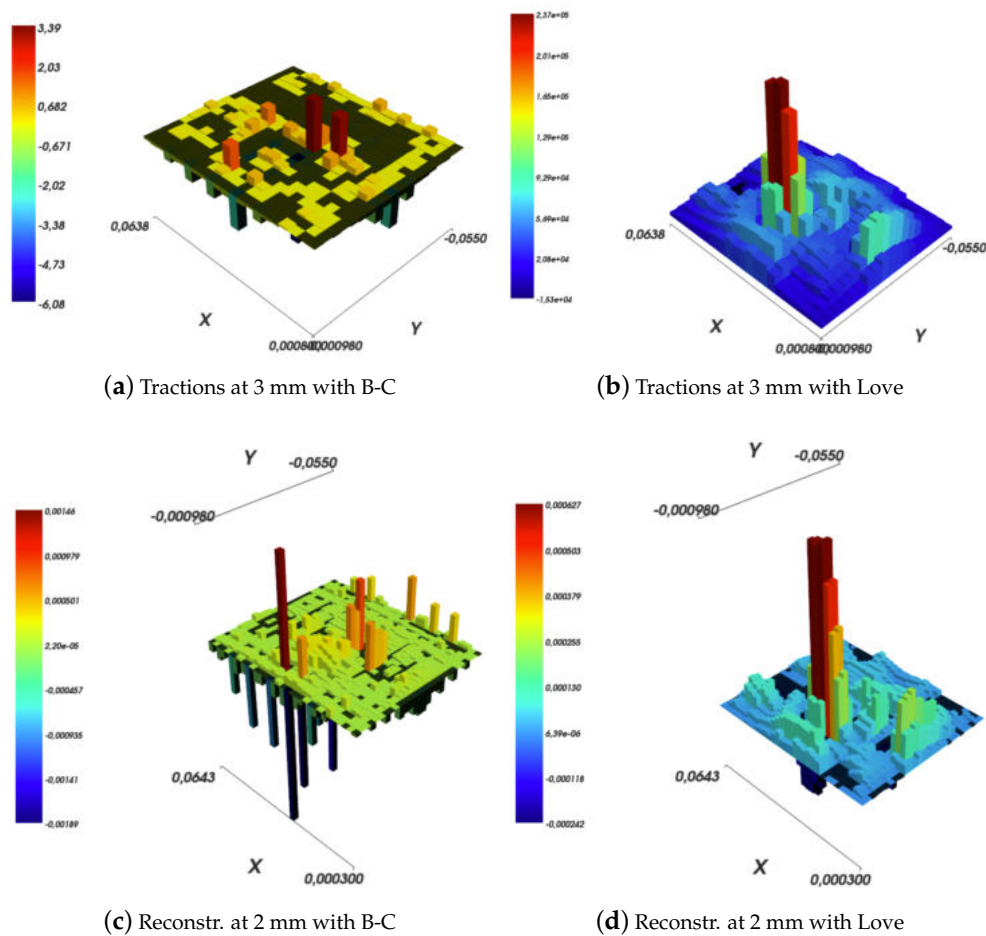 3,39
2,03
0,682
-0,671
-2,02
-3,38
-4,73
-6,08
0,0638
-0,0550
X
Y
0,000980
(a) Tractions at 3 mm with B-C
2,37e+05
2,01e+05
1,65e+05
1,29e+05
9,29e+04
5,69e+04
2,08e+04
-1,53e+04
0,0638
-0,0550
X
Y
0,000980
(b) Tractions at 3 mm with Love
Y
-0,0550
-0,000980
0,00146
0,000979
0,000501
2,20e-05
-0,000457
-0,000935
-0,00141
-0,00189
0,0643
X
0,000300
(c) Reconstr. at 2 mm with B-C
Y
-0,0550
-0,000980
0,000627
0,000503
0,000379
0,000255
0,000130
6,39e-06
-0,000118
-0,000242
0,0643
X
0,000300
(d) Reconstr. at 2 mm with Love